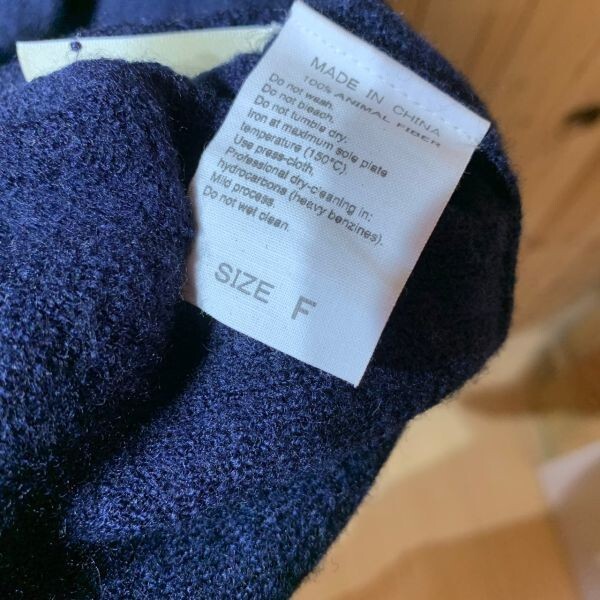 MADE IN CHINA
100% ANIMAL FIBER
Do not wash.
Do not bleach.
Do not tumble dry.
Iron at maximum sole plate
temperature (150°C)
Use press-cloth.
Professional dry-cleaning in:
hydrocarbons (heavy benzines).
Mild process.
Do not wet clean.
SIZE F